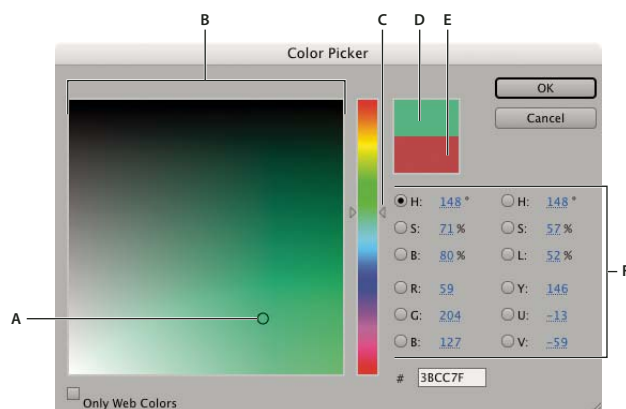 B C D E
Color Picker
OK
Cancel
H: 148 ° H: 148 °
S: 71 % S: 57 %
B: 80 % L: 52 %
F
R: 59 Y: 146
A
G: 204 U: -13
B: 127 V: -59
# 3BCC7F
Only Web Colors